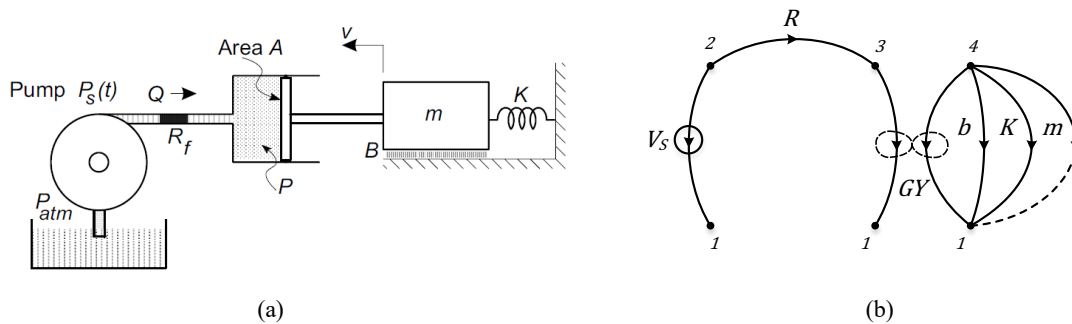 Pump P_s(t)
Q
R_f
P_atm
Area A
P
v
m
B
K
(a)
2
R
3
4
V_S
GY
b
K
m
1
1
1
(b)